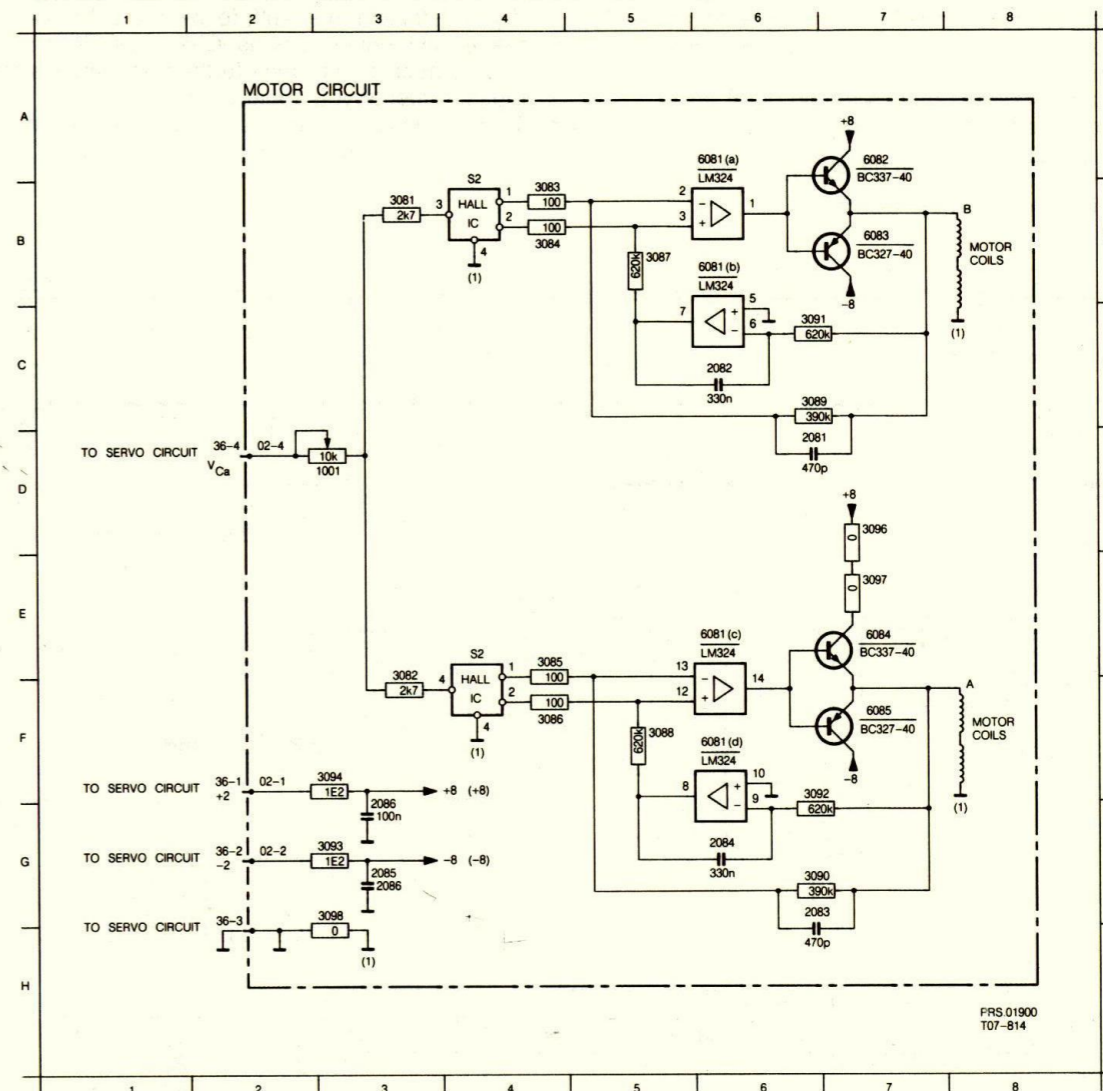 1 2 3 4 5 6 7 8
A
B
C
D
E
F
G
H
MOTOR CIRCUIT
+8
6082
BC337-40
6081 (a)
LM324
S2
HALL
IC
3081
2k7
3
1
2
4
(1)
3083
100
100
3084
2
3
-
+
1
6083
BC327-40
-8
B
MOTOR
COILS
(1)
3087
620k
6081 (b)
LM324
7
5
6
+
-
3091
620k
2082
330n
3089
390k
2081
470p
TO SERVO CIRCUIT
36-4
VCa
02-4
10k
1001
+8
3096
0
3097
0
6084
BC337-40
6081 (c)
LM324
S2
HALL
IC
3082
2k7
4
1
2
4
(1)
3085
100
100
3086
13
12
-
+
14
6085
BC327-40
-8
A
MOTOR
COILS
(1)
3088
620k
6081 (d)
LM324
8
10
9
+
-
3092
620k
2084
330n
3090
390k
2083
470p
TO SERVO CIRCUIT 36-1 02-1
+2
3094
1E2
+8 (+8)
2086
100n
TO SERVO CIRCUIT 36-2 02-2
-2
3093
1E2
-8 (-8)
2085
2086
TO SERVO CIRCUIT 36-3
3098
0
(1)
PRS.01900
T07-814
1 2 3 4 5 6 7 8